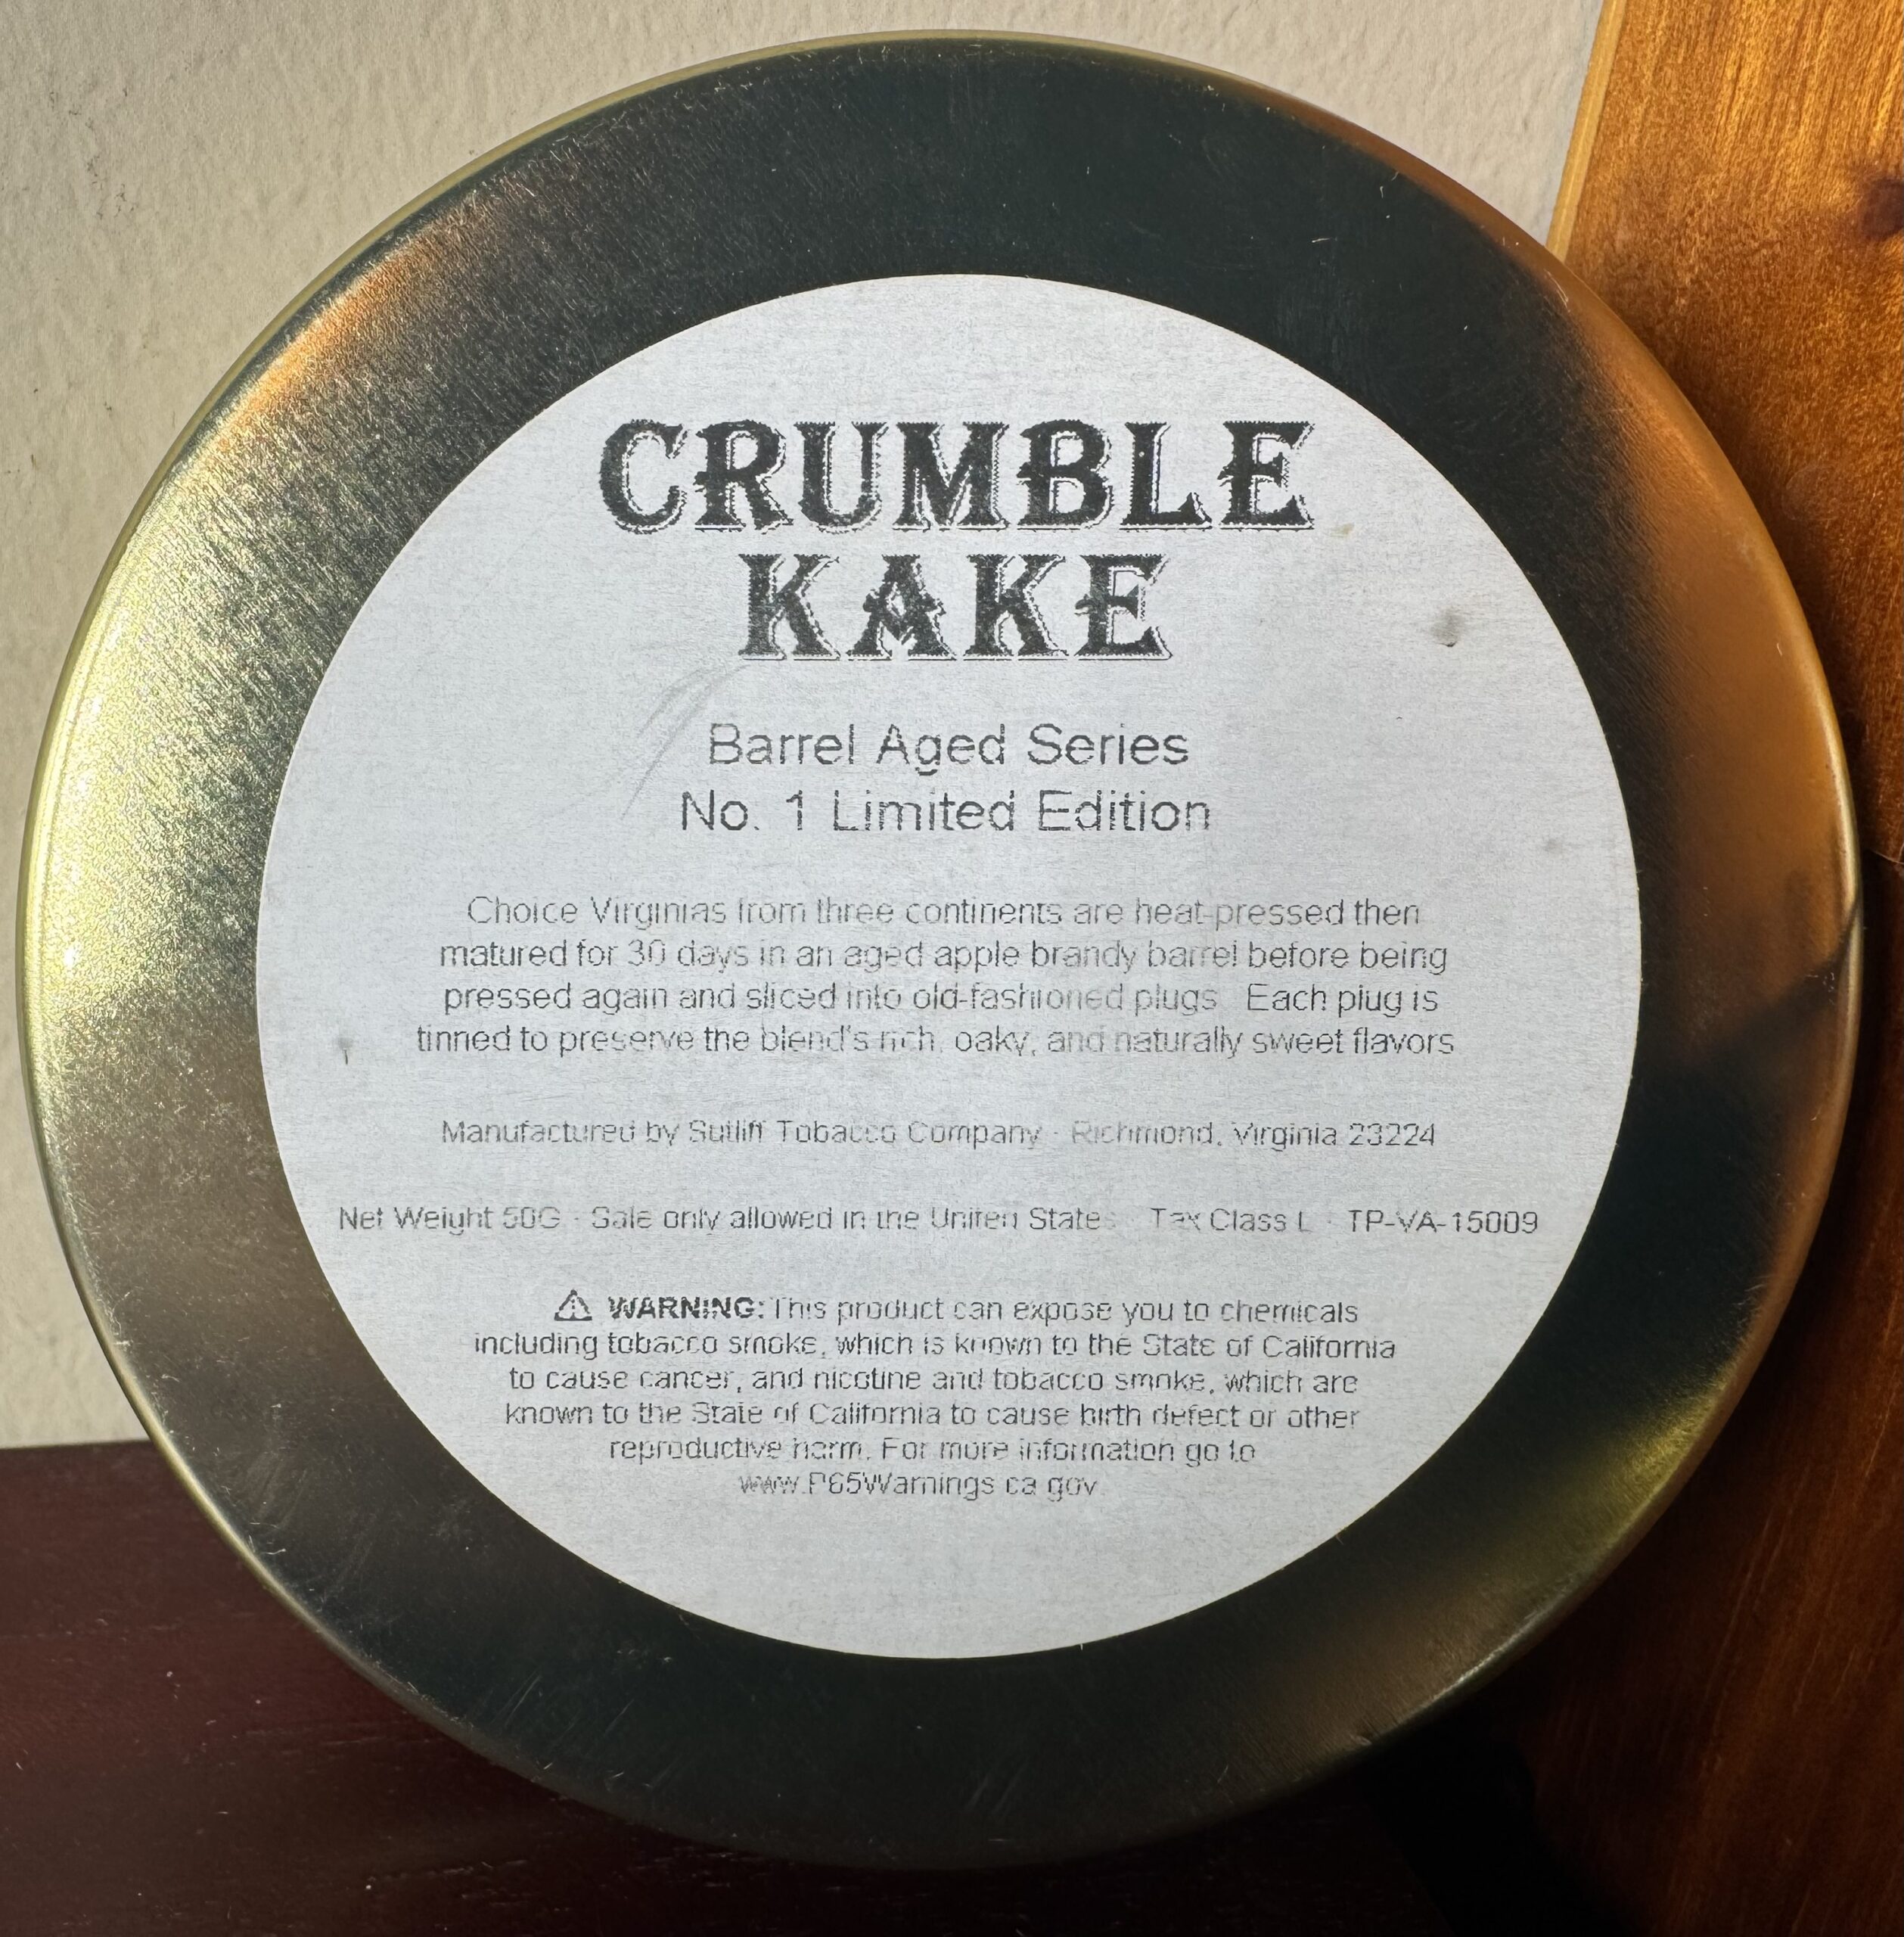 CRUMBLE
KAKE
Barrel Aged Series
No. 1 Limited Edition
Choice Virginias from three continents are heat-pressed then
matured for 30 days in an aged apple brandy barrel before being
pressed again and sliced into old-fashioned plugs Each plug is
tinned to preserve the blend's rich, oaky, and naturally sweet flavors
Manufactured by Sutliff Tobacco Company · Richmond, Virginia 23224
Net Weight 50G · Sale only allowed in the United States · Tax Class L · TP-VA-15009
⚠ WARNING: This product can expose you to chemicals
including tobacco smoke, which is known to the State of California
to cause cancer, and nicotine and tobacco smoke, which are
known to the State of California to cause birth defect or other
reproductive harm. For more information go to
www.P65Warnings.ca.gov